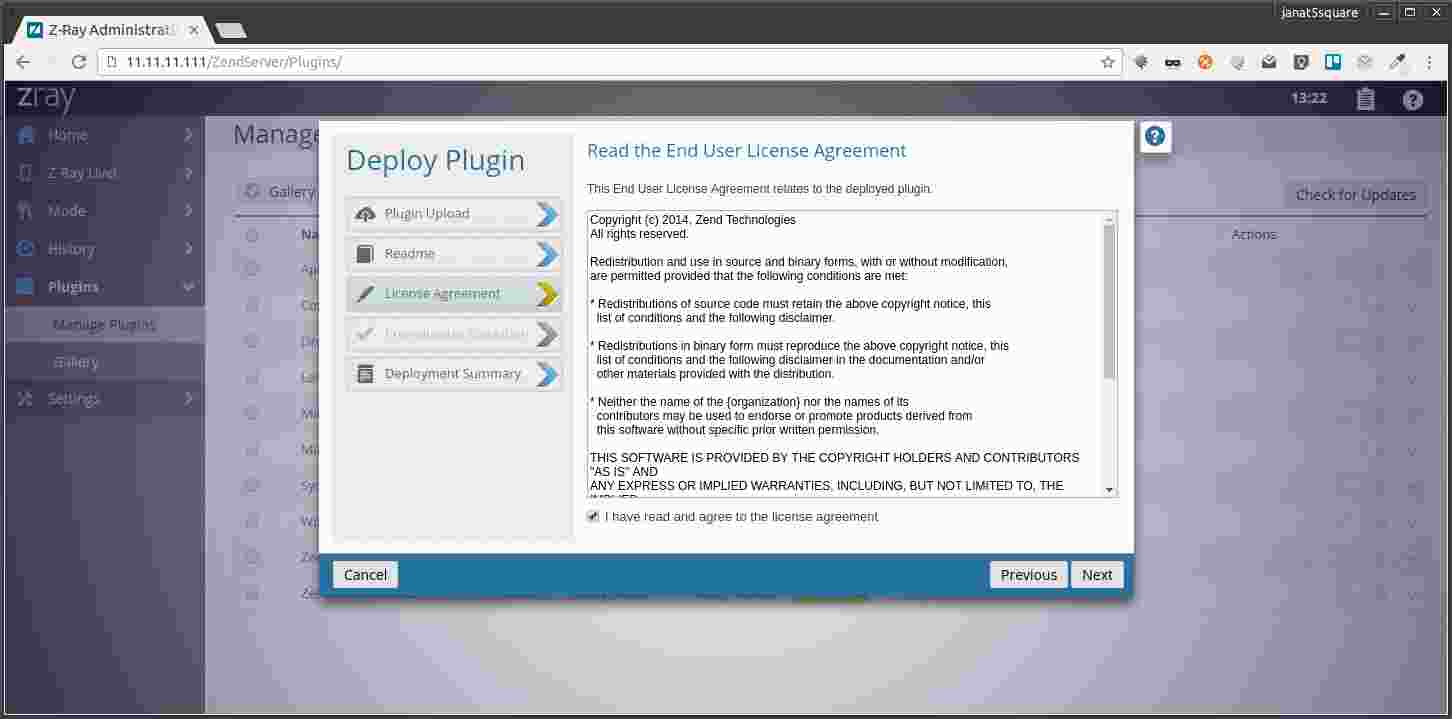 janat5square
Z-Ray Administrati
11.11.11.111/ZendServer/Plugins/
zray
13:22
Home
Z-Ray Live!
Mode
History
Plugins
Manage Plugins
Gallery
Settings
Manage
Gallery
Check for Updates
Na
Actions
Deploy Plugin
Plugin Upload
Readme
License Agreement
Deployment Summary
Read the End User License Agreement
This End User License Agreement relates to the deployed plugin.
Copyright (c) 2014, Zend Technologies
All rights reserved.
Redistribution and use in source and binary forms, with or without modification,
are permitted provided that the following conditions are met:
* Redistributions of source code must retain the above copyright notice, this
list of conditions and the following disclaimer.
* Redistributions in binary form must reproduce the above copyright notice, this
list of conditions and the following disclaimer in the documentation and/or
other materials provided with the distribution.
* Neither the name of the {organization} nor the names of its
contributors may be used to endorse or promote products derived from
this software without specific prior written permission.
THIS SOFTWARE IS PROVIDED BY THE COPYRIGHT HOLDERS AND CONTRIBUTORS
"AS IS" AND
ANY EXPRESS OR IMPLIED WARRANTIES, INCLUDING, BUT NOT LIMITED TO, THE
I have read and agree to the license agreement
Cancel
Previous
Next